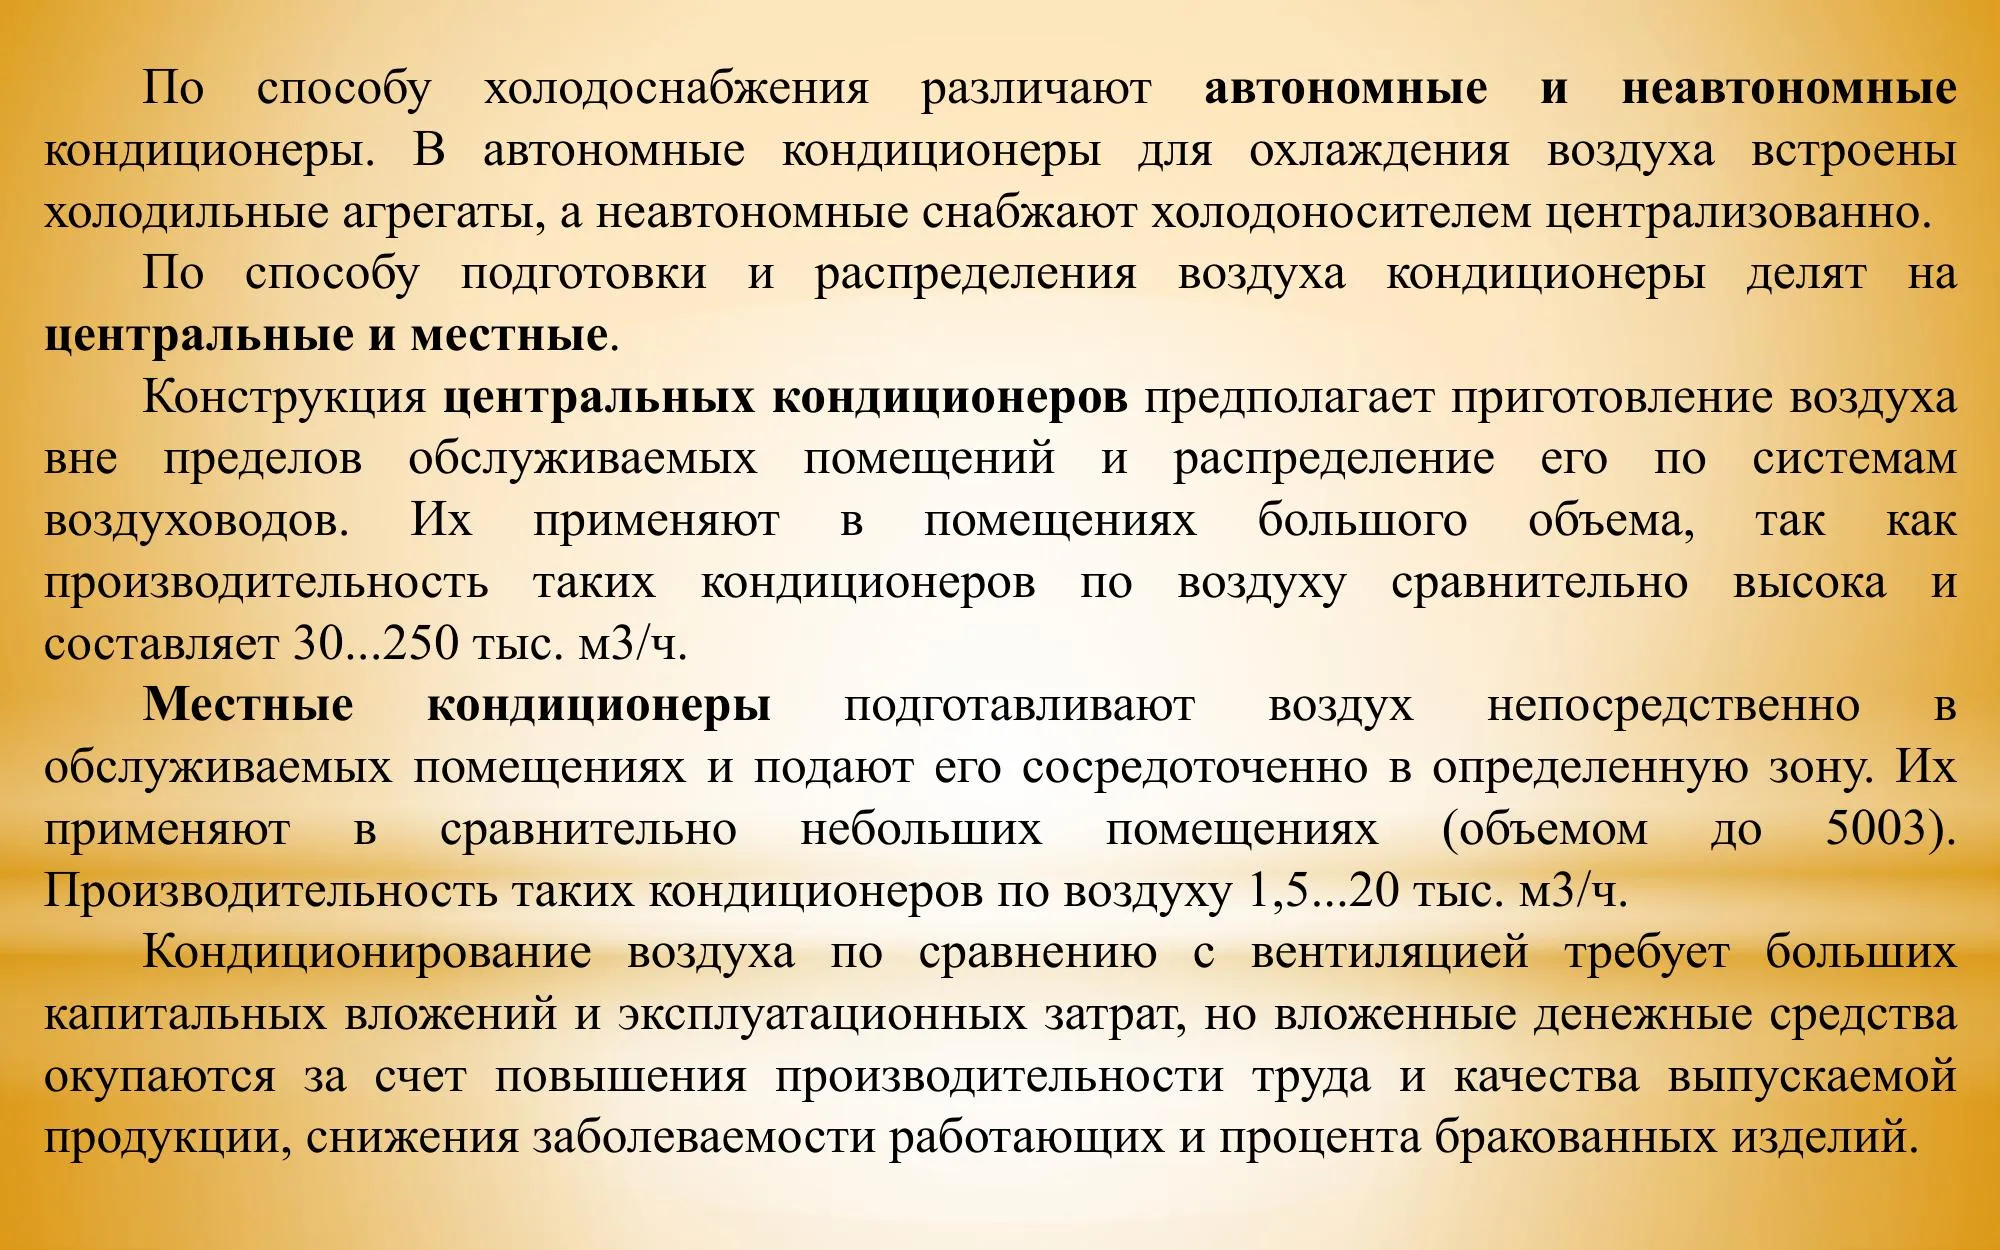 По способу холодоснабжения различают автономные и неавтономные
кондиционеры. В автономные кондиционеры для охлаждения воздуха встроены
холодильные агрегаты, а неавтономные снабжают холодоносителем централизованно.
По способу подготовки и распределения воздуха кондиционеры делят на
центральные и местные.
Конструкция центральных кондиционеров предполагает приготовление воздуха
вне пределов обслуживаемых помещений и распределение его по системам
воздуховодов. Их применяют в помещениях большого объема, так как
производительность таких кондиционеров по воздуху сравнительно высока и
составляет 30...250 тыс. м3/ч.
Местные кондиционеры подготавливают воздух непосредственно в
обслуживаемых помещениях и подают его сосредоточенно в определенную зону. Их
применяют в сравнительно небольших помещениях (объемом до 5003).
Производительность таких кондиционеров по воздуху 1,5...20 тыс. м3/ч.
Кондиционирование воздуха по сравнению с вентиляцией требует больших
капитальных вложений и эксплуатационных затрат, но вложенные денежные средства
окупаются за счет повышения производительности труда и качества выпускаемой
продукции, снижения заболеваемости работающих и процента бракованных изделий.